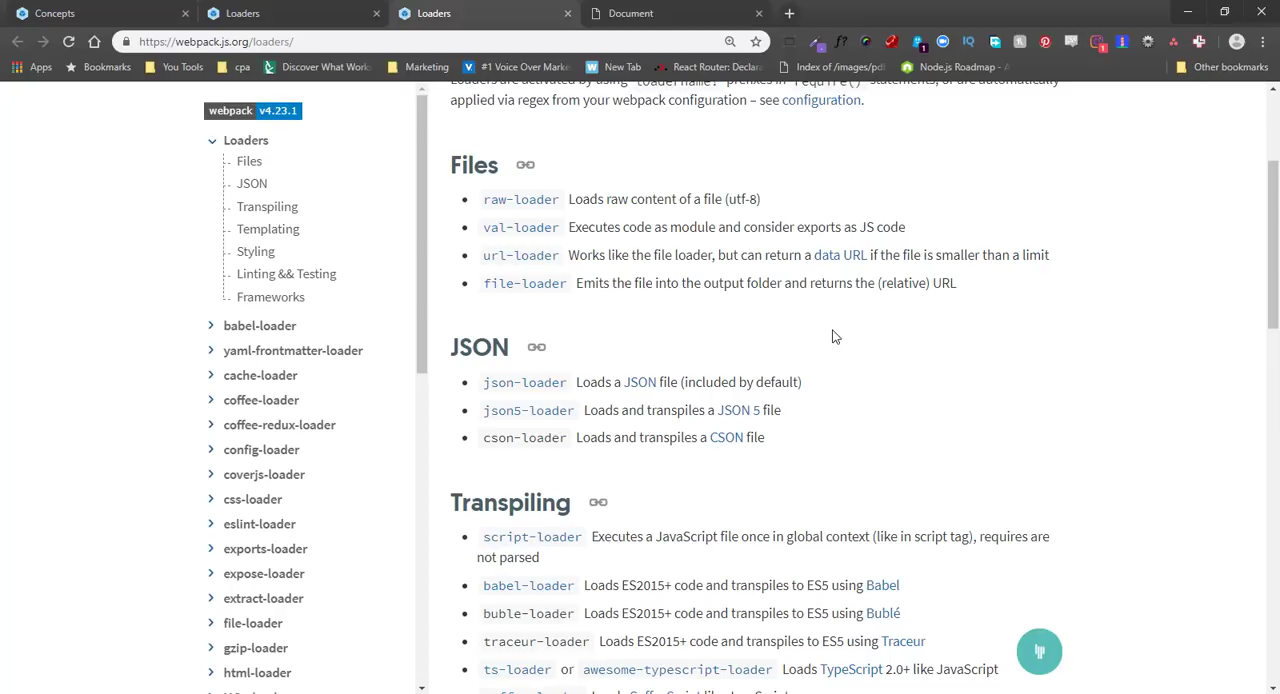 Concepts
Loaders
Loaders
Document
https://webpack.js.org/loaders/
Apps
Bookmarks
You Tools
cpa
Discover What Work
Marketing
#1 Voice Over Marke
New Tab
React Router: Declara
Index of /images/pdf
Node.js Roadmap - A
Other bookmarks
webpack v4.23.1
Loaders
Files
JSON
Transpiling
Templating
Styling
Linting && Testing
Frameworks
babel-loader
yaml-frontmatter-loader
cache-loader
coffee-loader
coffee-redux-loader
config-loader
coverjs-loader
css-loader
eslint-loader
exports-loader
expose-loader
extract-loader
file-loader
gzip-loader
html-loader
applied via regex from your webpack configuration – see configuration.
Files
raw-loader Loads raw content of a file (utf-8)
val-loader Executes code as module and consider exports as JS code
url-loader Works like the file loader, but can return a data URL if the file is smaller than a limit
file-loader Emits the file into the output folder and returns the (relative) URL
JSON
json-loader Loads a JSON file (included by default)
json5-loader Loads and transpiles a JSON 5 file
cson-loader Loads and transpiles a CSON file
Transpiling
script-loader Executes a JavaScript file once in global context (like in script tag), requires are
not parsed
babel-loader Loads ES2015+ code and transpiles to ES5 using Babel
buble-loader Loads ES2015+ code and transpiles to ES5 using Bublé
traceur-loader Loads ES2015+ code and transpiles to ES5 using Traceur
ts-loader or awesome-typescript-loader Loads TypeScript 2.0+ like JavaScript